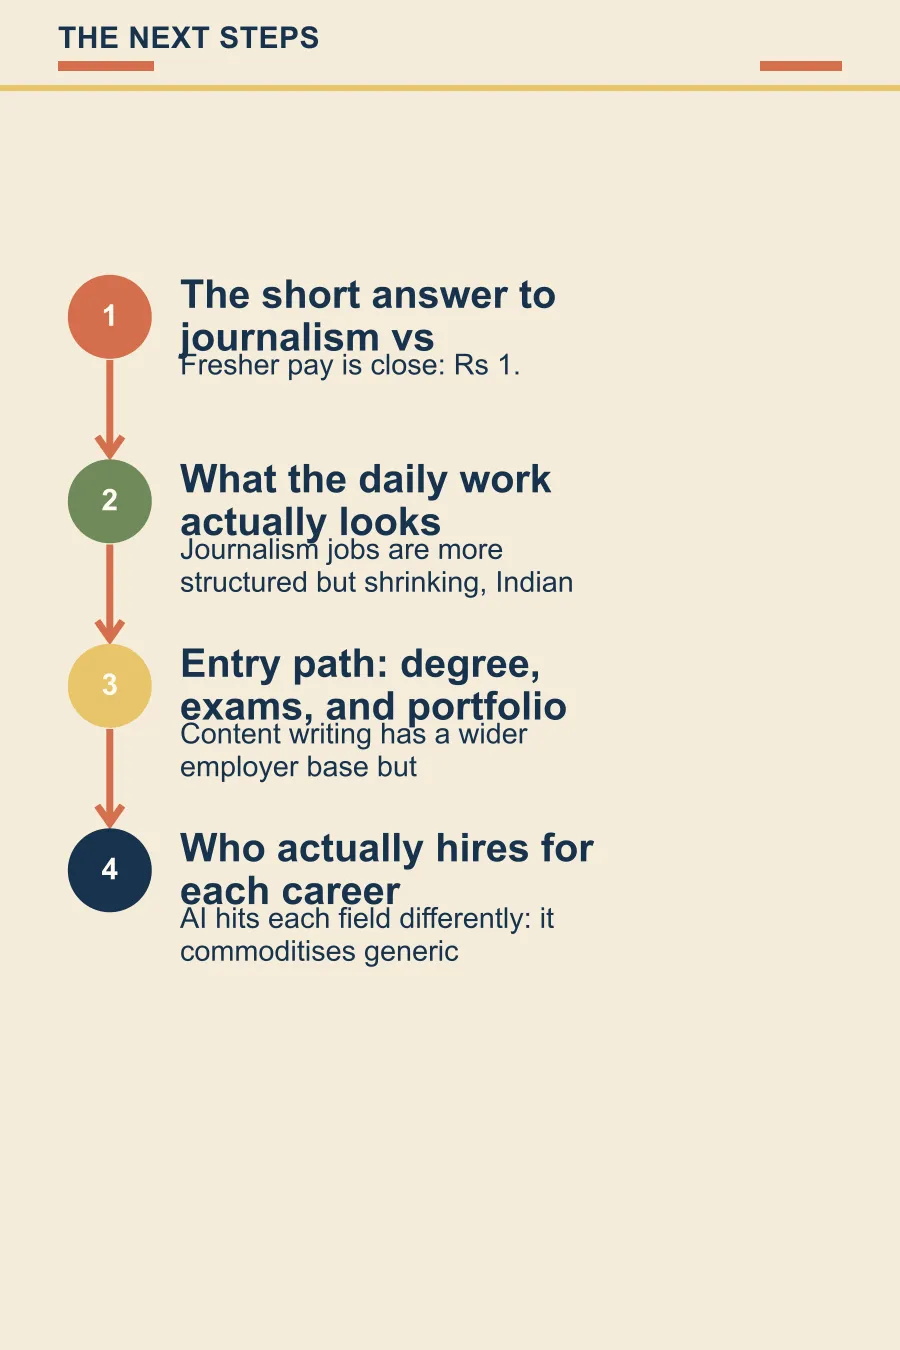 THE NEXT STEPS
1
The short answer to
journalism vs
Fresher pay is close: Rs 1.
2
What the daily work
actually looks
Journalism jobs are more
structured but shrinking, Indian
3
Entry path: degree,
exams, and portfolio
Content writing has a wider
employer base but
4
Who actually hires for
each career
AI hits each field differently: it
commoditises generic